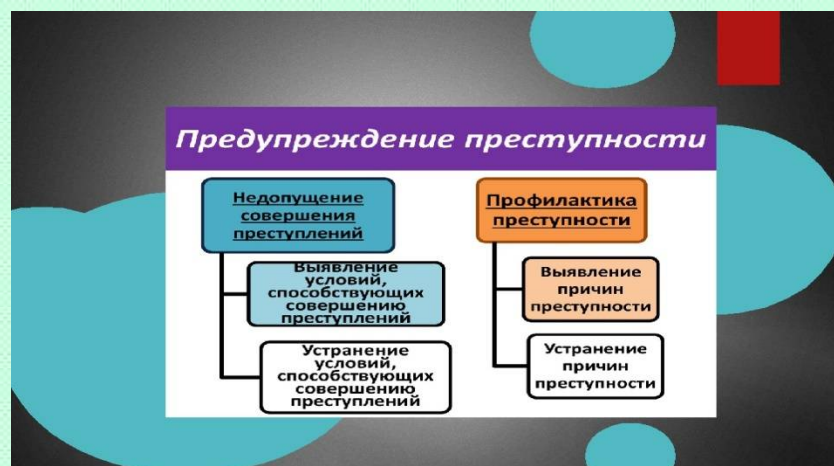 Предупреждение преступности
Недопущение
совершения
преступлений
Выявление
условий,
способствующих
совершению
преступлений
Устранение
условий,
способствующих
совершению
преступлений
Профилактика
преступности
Выявление
причин
преступности
Устранение
причин
преступности